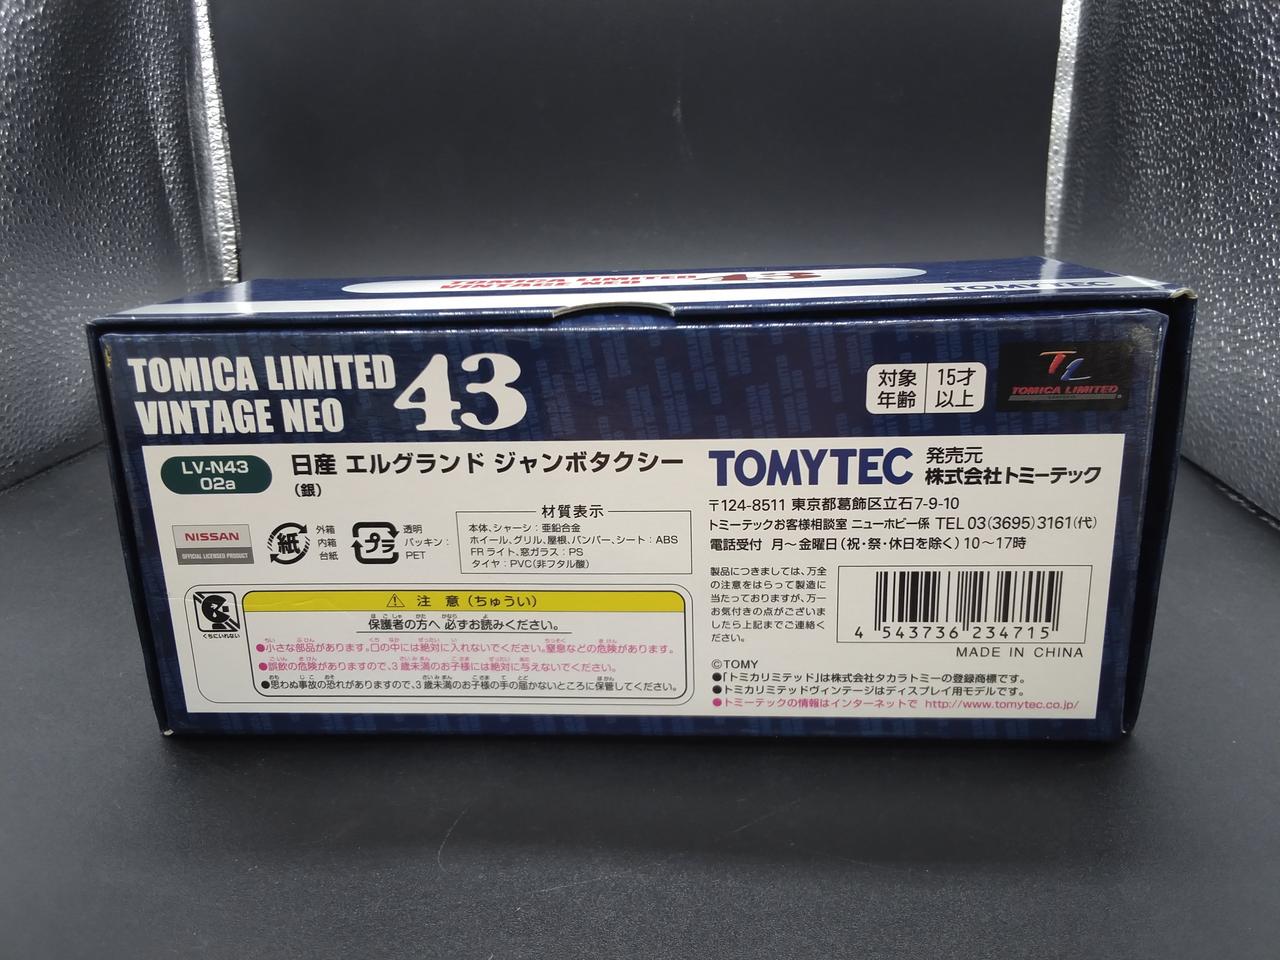 TOMICA LIMITED
VINTAGE NEO
43
TOMYTEC
TOMICA LIMITED
VINTAGE NEO
43
対象
年齢
15才
以上
TL
TOMICA LIMITED
LV-N43
02a
日産 エルグランド ジャンボタクシー
(銀)
TOMYTEC
発売元
株式会社トミーテック
〒124-8511 東京都葛飾区立石7-9-10
トミーテックお客様相談室 ニューホビー係 TEL 03(3695)3161(代)
電話受付 月〜金曜日(祝・祭・休日を除く)10〜17時
NISSAN
OFFICIAL LICENSED PRODUCT
紙
外箱
内箱
台紙
プラ
透明
パッキン:
PET
材質表示
本体、シャーシ:亜鉛合金
ホイール、グリル、屋根、バンパー、シート:ABS
FRライト、窓ガラス:PS
タイヤ:PVC(非フタル酸)
くちにいれない
⚠ 注 意(ちゅうい)
保護者の方へ 必ずお読みください。
●小さな部品があります。口の中には絶対に入れないでください。窒息などの危険があります。
●誤飲の危険がありますので、3歳未満のお子様には絶対に与えないでください。
●思わぬ事故の恐れがありますので、3歳未満のお子様の手の届かないところに保管してください。
製品につきましては、万全
の注意をはらって製造に
当たっておりますが、万一
お気付きの点がございま
したら上記までご連絡く
ださい。
4 543736 234715
MADE IN CHINA
©TOMY
●「トミカリミテッド」は株式会社タカラトミーの登録商標です。
●トミカリミテッドヴィンテージはディスプレイ用モデルです。
●トミーテックの情報はインターネットで http://www.tomytec.co.jp/